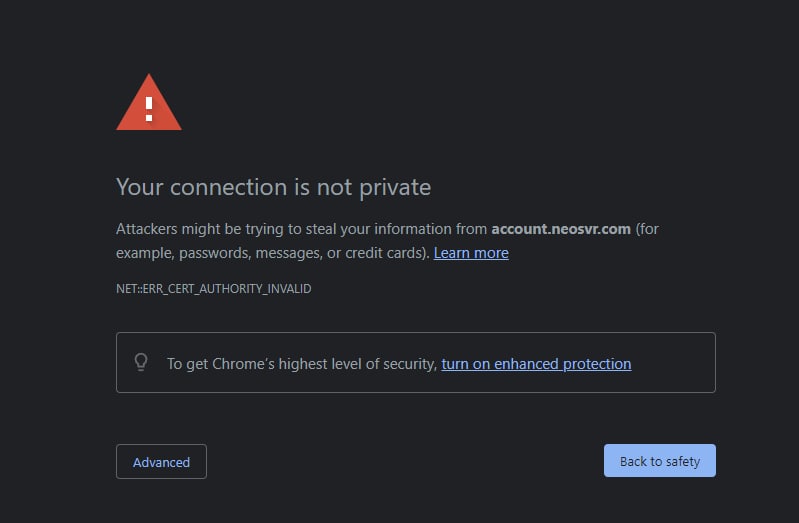 Your connection is not private
Attackers might be trying to steal your information from account.neosvr.com (for
example, passwords, messages, or credit cards). Learn more
NET::ERR_CERT_AUTHORITY_INVALID
To get Chrome's highest level of security, turn on enhanced protection
Advanced
Back to safety